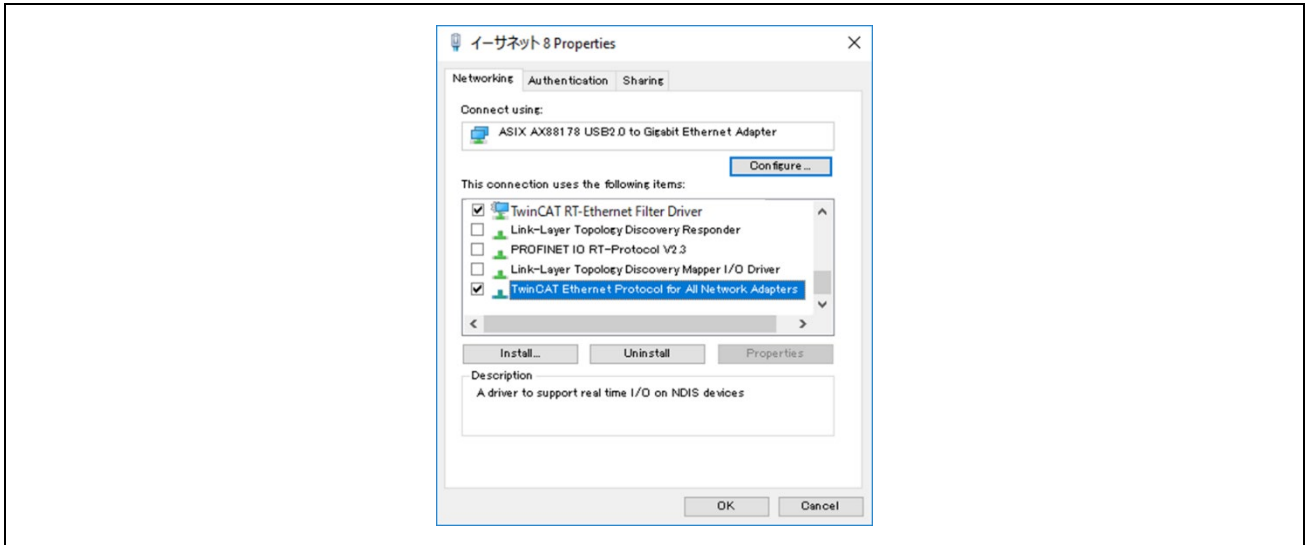 イーサネット 8 Properties
Networking Authentication Sharing
Connect using:
ASIX AX88178 USB2.0 to Gigabit Ethernet Adapter
Configure...
This connection uses the following items:
TwinCAT RT-Ethernet Filter Driver
Link-Layer Topology Discovery Responder
PROFINET IO RT-Protocol V2.3
Link-Layer Topology Discovery Mapper I/O Driver
TwinCAT Ethernet Protocol for All Network Adapters
Install... Uninstall Properties
Description
A driver to support real time I/O on NDIS devices
OK Cancel